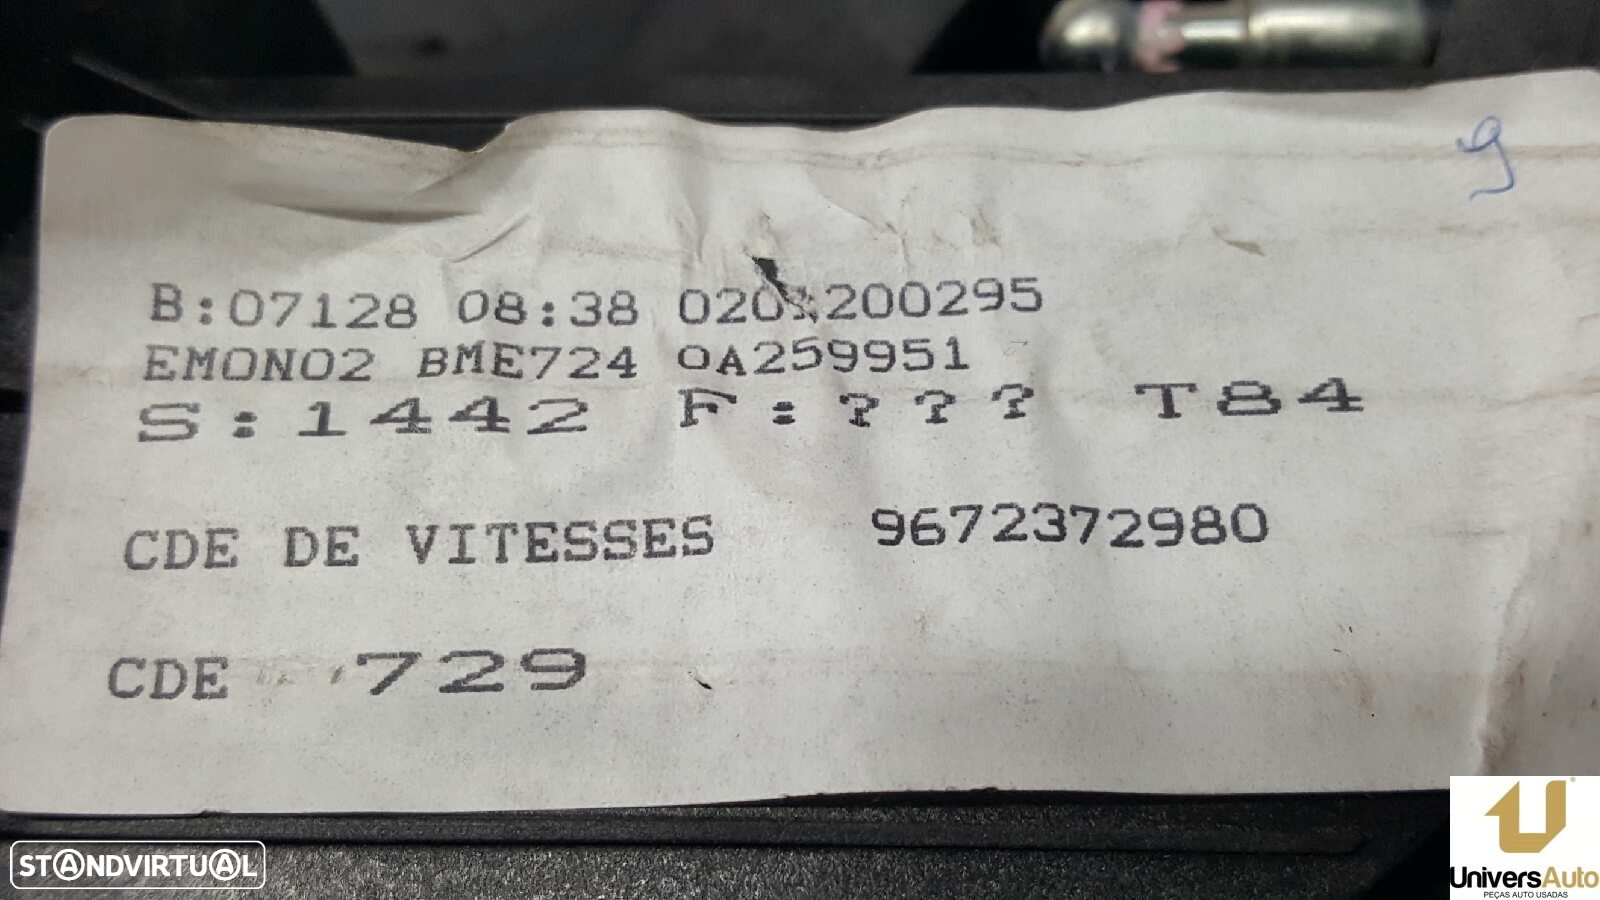 9
B:07128 08:38 200295
EMON02 BME724 0A259951
S:1442 F:??? T84
CDE DE VITESSES 9672372980
CDE 729
STANDVIRTUAL
UniversAuto
PEÇAS AUTO USADAS